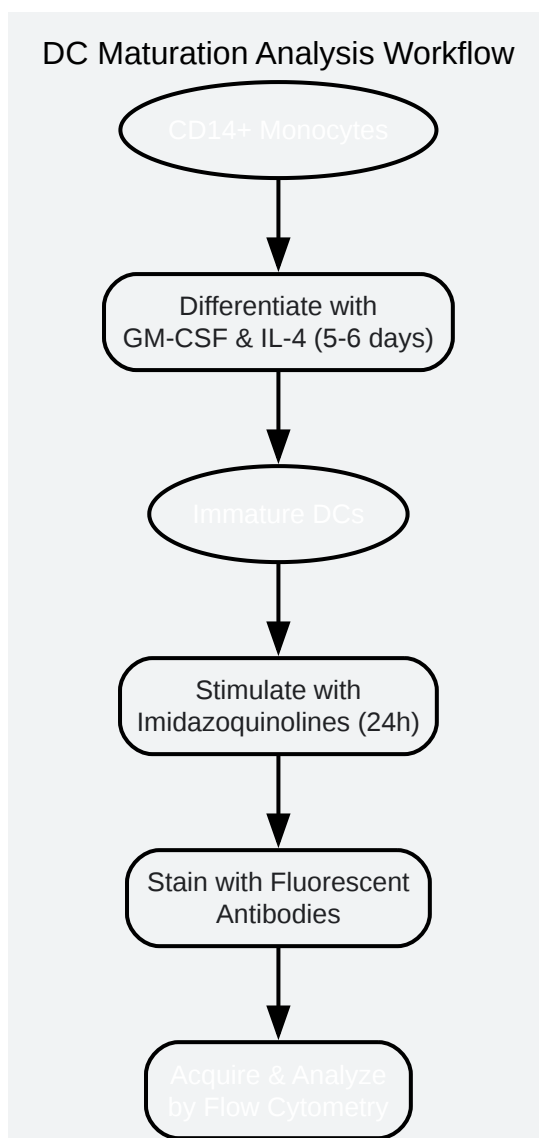 DC Maturation Analysis Workflow
CD14+ Monocytes
Differentiate with
GM-CSF & IL-4 (5-6 days)
Immature DCs
Stimulate with
Imidazoquinolines (24h)
Stain with Fluorescent
Antibodies
Acquire & Analyze
by Flow Cytometry